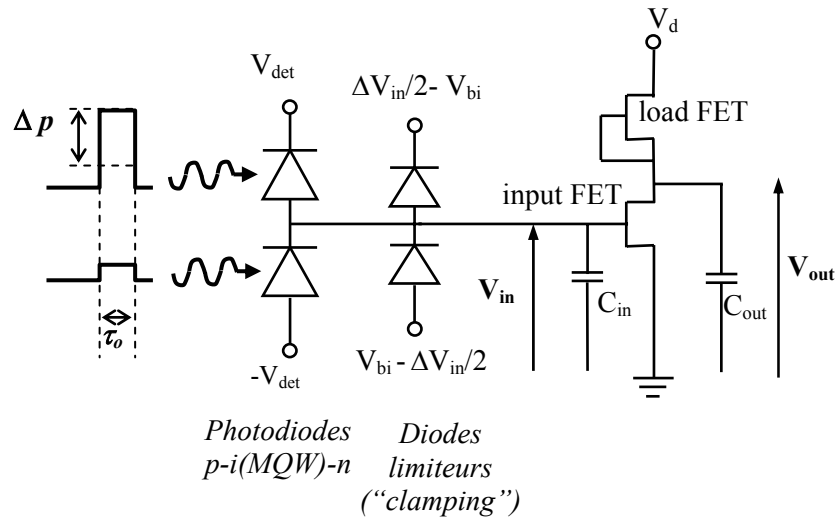 V_d
V_det
ΔV_in/2- V_bi
Δp
load FET
input FET
V_in
C_in
C_out
V_out
τ_o
-V_det
V_bi - ΔV_in/2
Photodiodes
p-i(MQW)-n
Diodes
limiteurs
(“clamping”)